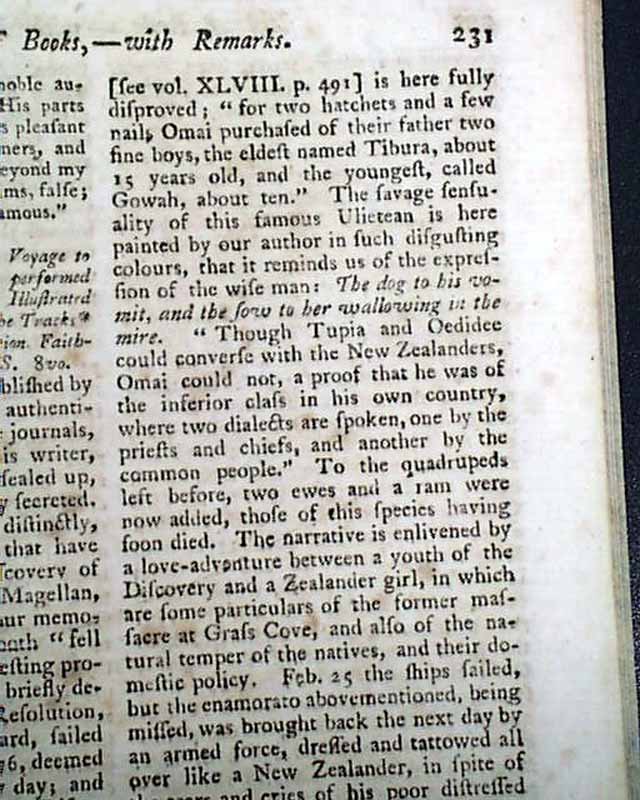 Books,—with Remarks.
231
noble au-
His parts
s pleaſant
ners, and
eyond my
ms, falſe;
amous."
Voyage to
performed
Illuſtrated
he Tracks*
ion. Faith-
S. 8vo.
bliſhed by
authenti-
journals,
is writer,
ſealed up,
y ſecreted.
diſtinctly,
that have
ſcovery of
Magellan,
ur memo-
"fell
eſting pro-
briefly de-
Reſolution,
ard, ſailed
76, deemed
day; and
[ſee vol. XLVIII. p. 491] is here fully
diſproved; "for two hatchets and a few
nails, Omai purchaſed of their father two
fine boys, the eldeſt named Tibura, about
15 years old, and the youngeſt, called
Gowah, about ten." The ſavage ſenſu-
ality of this famous Ulietean is here
painted by our author in ſuch diſguſting
colours, that it reminds us of the expreſ-
ſion of the wiſe man: The dog to his vo-
mit, and the ſow to her wallowing in the
mire. "Though Tupia and Oedidee
could converſe with the New Zealanders,
Omai could not, a proof that he was of
the inferior claſs in his own country,
where two dialects are ſpoken, one by the
prieſts and chiefs, and another by the
common people." To the quadrupeds
left before, two ewes and a ram were
now added, thoſe of this ſpecies having
ſoon died. The narrative is enlivened by
a love-adventure between a youth of the
Diſcovery and a Zealander girl, in which
are ſome particulars of the former maſ-
ſacre at Graſs Cove, and alſo of the na-
tural temper of the natives, and their do-
meſtic policy. Feb. 25 the ſhips ſailed,
but the enamorato abovementioned, being
miſſed, was brought back the next day by
an armed force, dreſſed and tattowed all
over like a New Zealander, in ſpite of
the tears and cries of his poor diſtreſſed